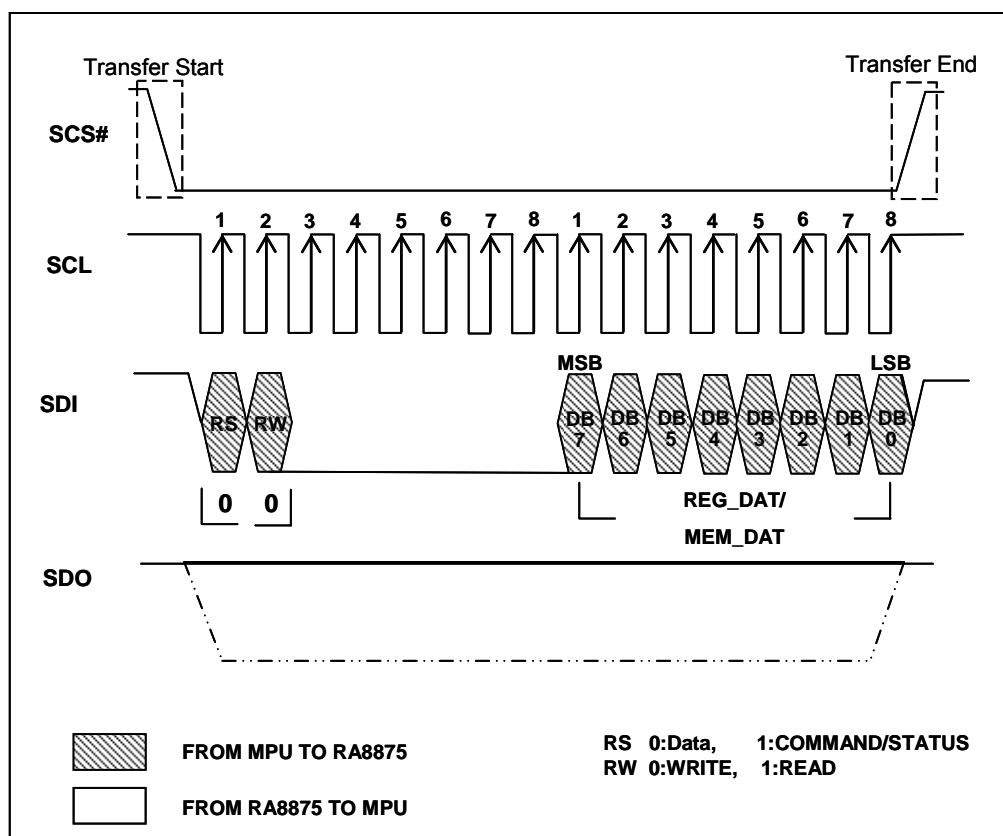 Transfer Start
Transfer End
SCS#
1 2 3 4 5 6 7 8 1 2 3 4 5 6 7 8
SCL
MSB LSB
SDI
RS RW DB 7 DB 6 DB 5 DB 4 DB 3 DB 2 DB 1 DB 0
0 0
REG_DAT/
MEM_DAT
SDO
FROM MPU TO RA8875
FROM RA8875 TO MPU
RS 0:Data, 1:COMMAND/STATUS
RW 0:WRITE, 1:READ